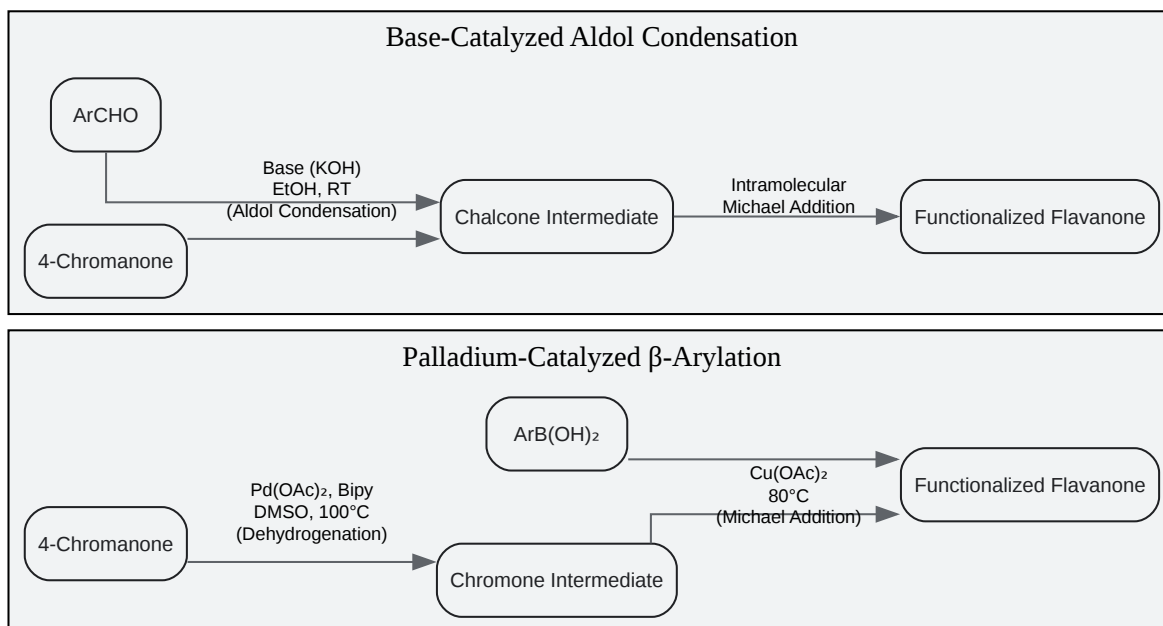 Base-Catalyzed Aldol Condensation
ArCHO
Base (KOH)
EtOH, RT
(Aldol Condensation)
4-Chromanone
Chalcone Intermediate
Intramolecular
Michael Addition
Functionalized Flavanone
Palladium-Catalyzed β-Arylation
ArB(OH)₂
4-Chromanone
Pd(OAc)₂, Bipy
DMSO, 100°C
(Dehydrogenation)
Chromone Intermediate
Cu(OAc)₂
80°C
(Michael Addition)
Functionalized Flavanone